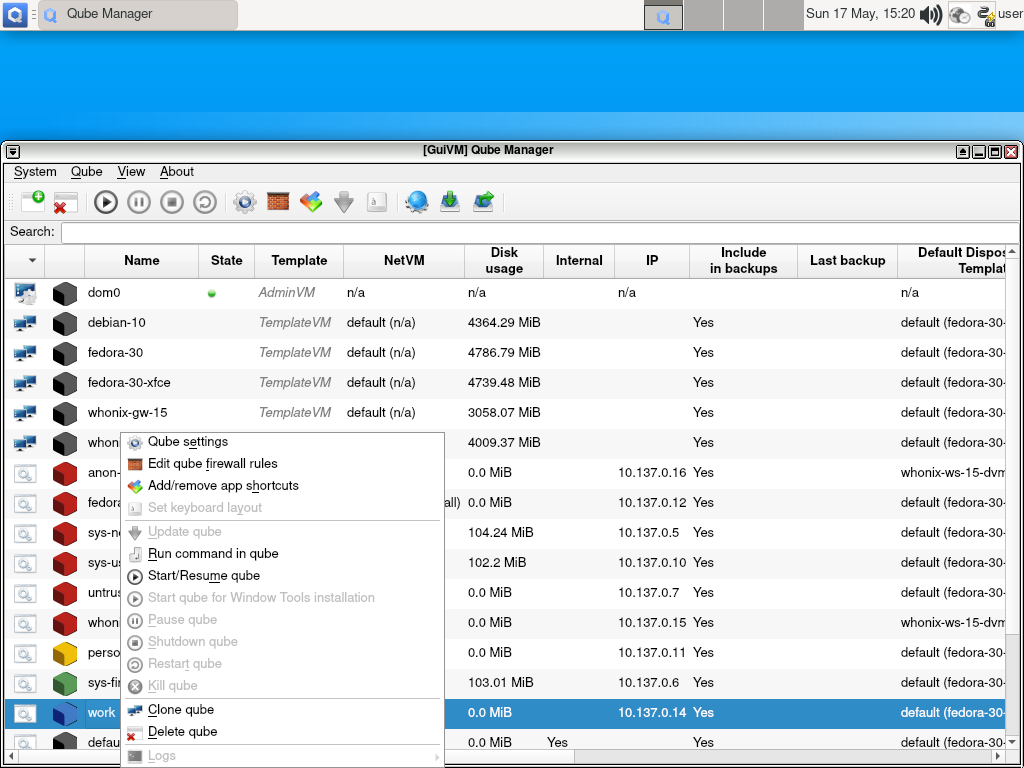 Qube Manager
Sun 17 May, 15:20
user
[GuiVM] Qube Manager
System Qube View About
Search:
Name State Template NetVM Disk usage Internal IP Include in backups Last backup Default Dispos Templat
dom0 AdminVM n/a n/a n/a n/a
debian-10 TemplateVM default (n/a) 4364.29 MiB Yes default (fedora-30-
fedora-30 TemplateVM default (n/a) 4786.79 MiB Yes default (fedora-30-
fedora-30-xfce TemplateVM default (n/a) 4739.48 MiB Yes default (fedora-30-
whonix-gw-15 TemplateVM default (n/a) 3058.07 MiB Yes default (fedora-30-
whoni 4009.37 MiB Yes default (fedora-30-
anon- 0.0 MiB 10.137.0.16 Yes whonix-ws-15-dvm
fedora all) 0.0 MiB 10.137.0.12 Yes default (fedora-30-
sys-ne 104.24 MiB 10.137.0.5 Yes default (fedora-30-
sys-us 102.2 MiB 10.137.0.10 Yes default (fedora-30-
untrus 0.0 MiB 10.137.0.7 Yes default (fedora-30-
whoni 0.0 MiB 10.137.0.15 Yes whonix-ws-15-dvm
perso 0.0 MiB 10.137.0.11 Yes default (fedora-30-
sys-fir 103.01 MiB 10.137.0.6 Yes default (fedora-30-
work 0.0 MiB 10.137.0.14 Yes default (fedora-30-
defau 0.0 MiB Yes Yes default (fedora-30-
Qube settings
Edit qube firewall rules
Add/remove app shortcuts
Set keyboard layout
Update qube
Run command in qube
Start/Resume qube
Start qube for Window Tools installation
Pause qube
Shutdown qube
Restart qube
Kill qube
Clone qube
Delete qube
Logs